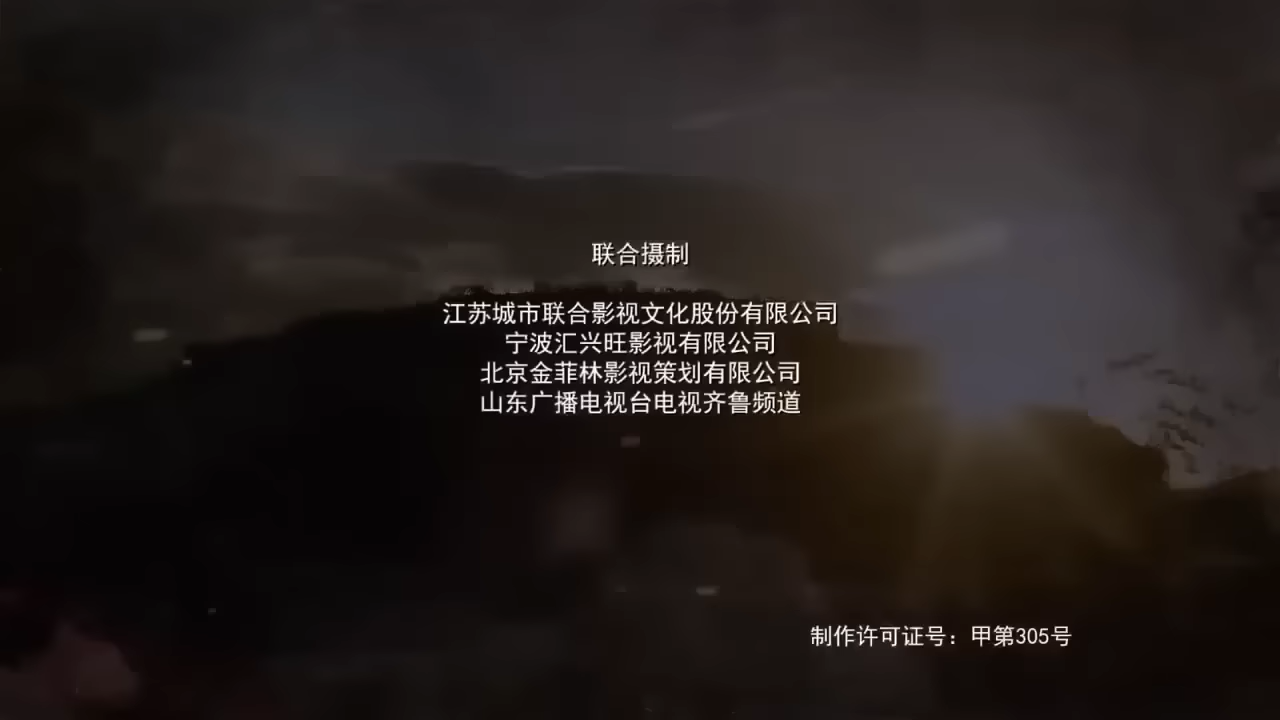 联合摄制
江苏城市联合影视文化股份有限公司
宁波汇兴旺影视有限公司
北京金菲林影视策划有限公司
山东广播电视台电视齐鲁频道
制作许可证号：甲第305号